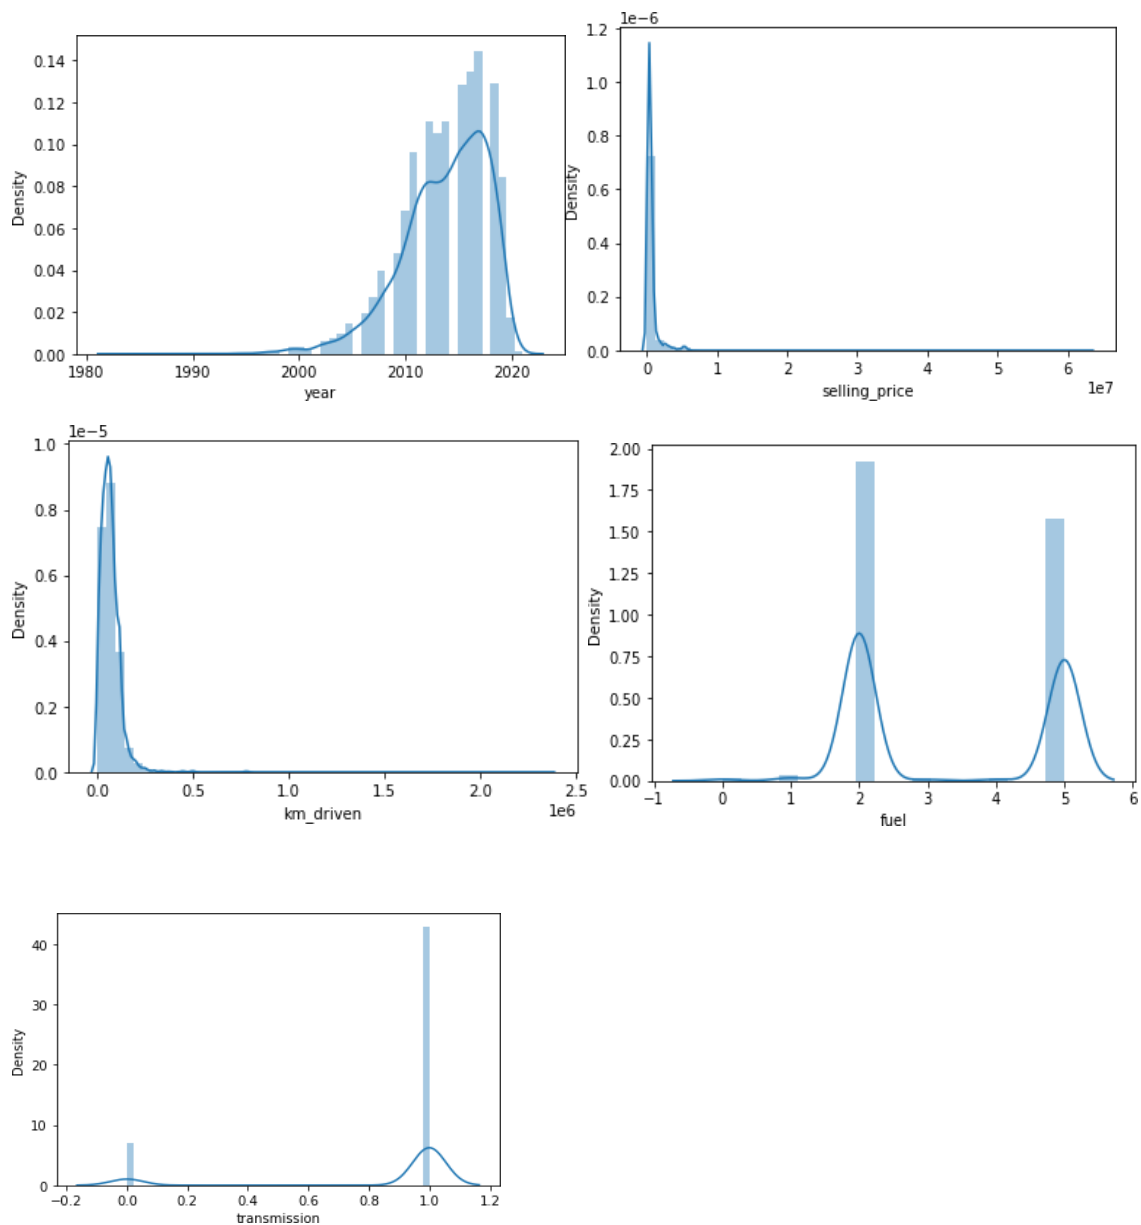 0.14
0.12
0.10
0.08
0.06
0.04
0.02
0.00
Density
1980 1990 2000 2010 2020
year
1e−6
1.2
1.0
0.8
0.6
0.4
0.2
0.0
Density
0 1 2 3 4 5 6
1e7
selling_price
1e−5
1.0
0.8
0.6
0.4
0.2
0.0
Density
0.0 0.5 1.0 1.5 2.0 2.5
1e6
km_driven
2.00
1.75
1.50
1.25
1.00
0.75
0.50
0.25
0.00
Density
−1 0 1 2 3 4 5 6
fuel
40
30
20
10
0
Density
−0.2 0.0 0.2 0.4 0.6 0.8 1.0 1.2
transmission